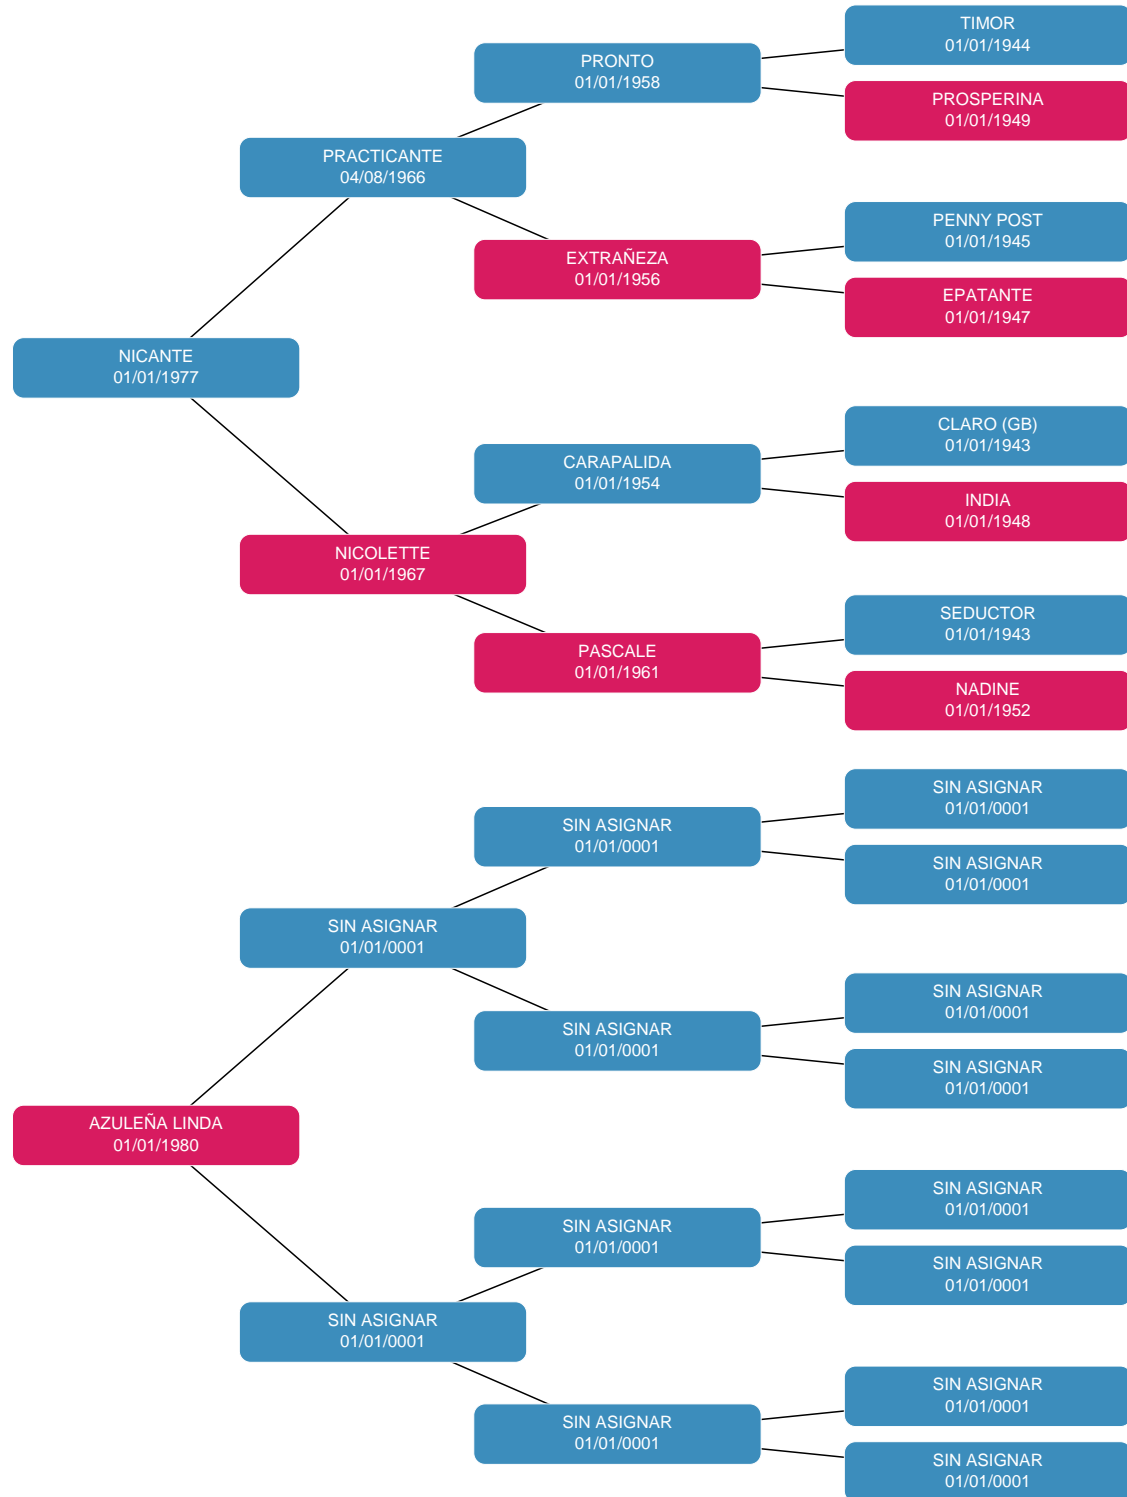 TIMOR
01/01/1944
PRONTO
01/01/1958
PROSPERINA
01/01/1949
PRACTICANTE
04/08/1966
PENNY POST
01/01/1945
EXTRAÑEZA
01/01/1956
EPATANTE
01/01/1947
NICANTE
01/01/1977
CLARO (GB)
01/01/1943
CARAPALIDA
01/01/1954
INDIA
01/01/1948
NICOLETTE
01/01/1967
SEDUCTOR
01/01/1943
PASCALE
01/01/1961
NADINE
01/01/1952
SIN ASIGNAR
01/01/0001
SIN ASIGNAR
01/01/0001
SIN ASIGNAR
01/01/0001
SIN ASIGNAR
01/01/0001
SIN ASIGNAR
01/01/0001
SIN ASIGNAR
01/01/0001
SIN ASIGNAR
01/01/0001
AZULEÑA LINDA
01/01/1980
SIN ASIGNAR
01/01/0001
SIN ASIGNAR
01/01/0001
SIN ASIGNAR
01/01/0001
SIN ASIGNAR
01/01/0001
SIN ASIGNAR
01/01/0001
SIN ASIGNAR
01/01/0001
SIN ASIGNAR
01/01/0001